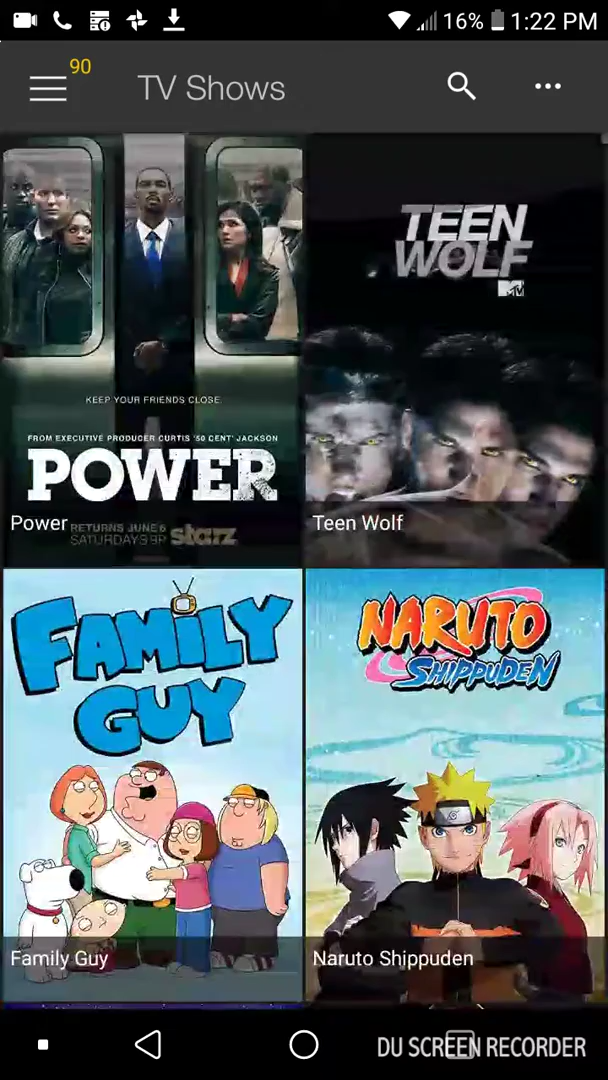 16% 1:22 PM
90
TV Shows
TEEN
WOLF
MTV
KEEP YOUR FRIENDS CLOSE
FROM EXECUTIVE PRODUCER CURTIS '50 CENT' JACKSON
POWER
Power
RETURNS JUNE 6
SATURDAYS 9P starz
Teen Wolf
FAMiLY
GUY
NARUTO
SHIPPUDEN
Family Guy
Naruto Shippuden
DU SCREEN RECORDER